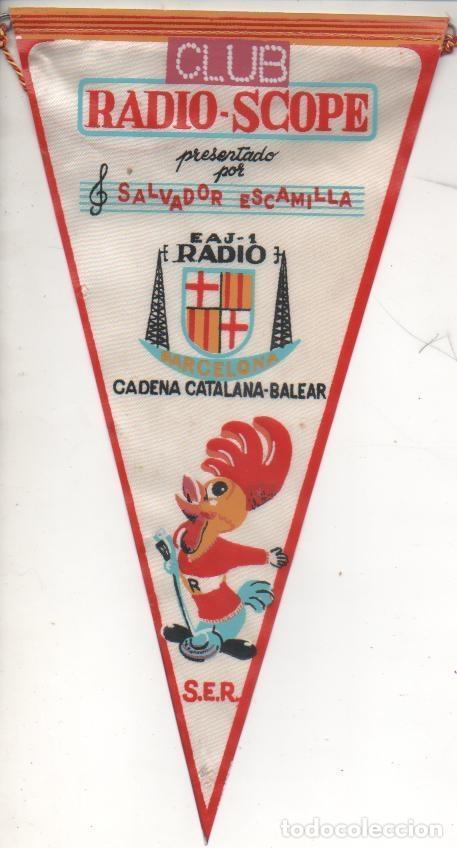 CLUB
RADIO-SCOPE
presentado
por
SALVADOR ESCAMILLA
EAJ-1
RADIO
BARCELONA
CADENA CATALANA-BALEAR
R
S.E.R.
todocoleccion